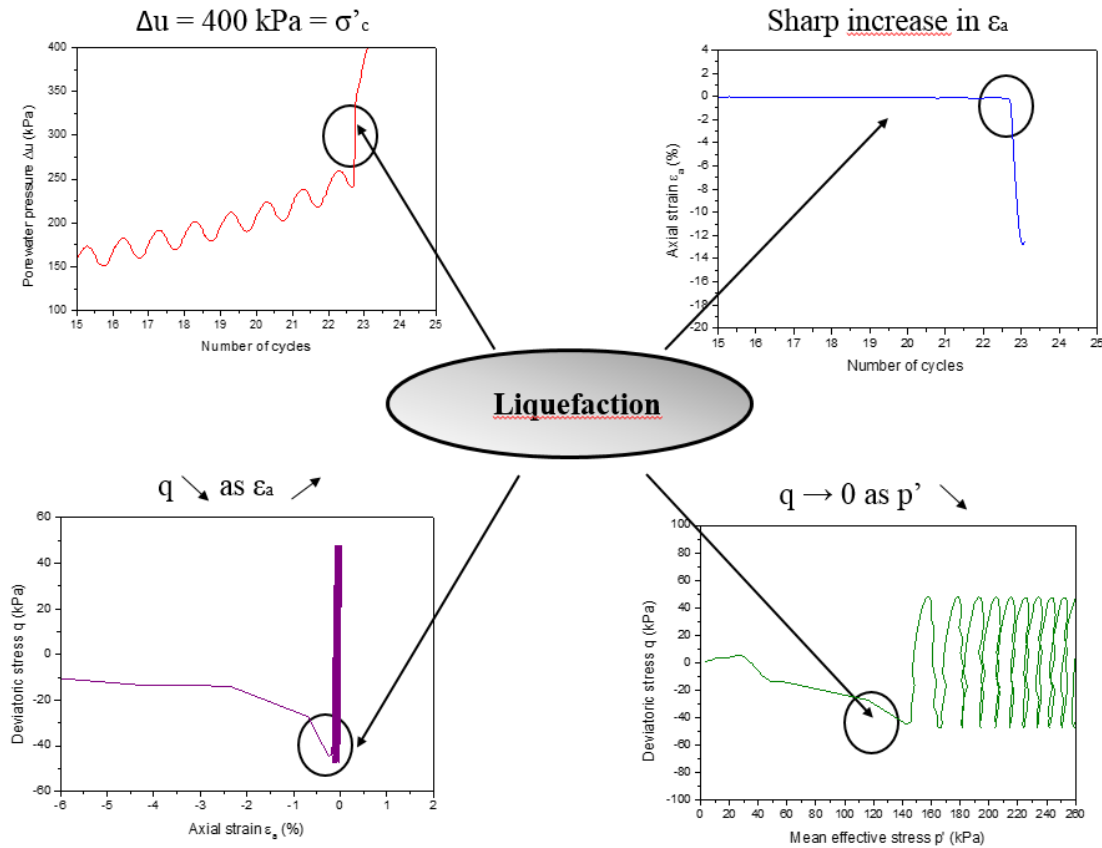 Δu = 400 kPa = σ’c
400
350
300
250
200
150
100
15 16 17 18 19 20 21 22 23 24 25
Porewater pressure Δu (kPa)
Number of cycles
Sharp increase in εa
4
2
0
-2
-4
-6
-8
-10
-12
-14
-16
-18
-20
15 16 17 18 19 20 21 22 23 24 25
Axial strain εa (%)
Number of cycles
Liquefaction
q ↘ as εa ↗
60
40
20
0
-20
-40
-60
-6 -5 -4 -3 -2 -1 0 1 2
Deviatoric stress q (kPa)
Axial strain εa (%)
q → 0 as p’ ↘
100
80
60
40
20
0
-20
-40
-60
-80
-100
0 20 40 60 80 100 120 140 160 180 200 220 240 260
Deviatoric stress q (kPa)
Mean effective stress p' (kPa)